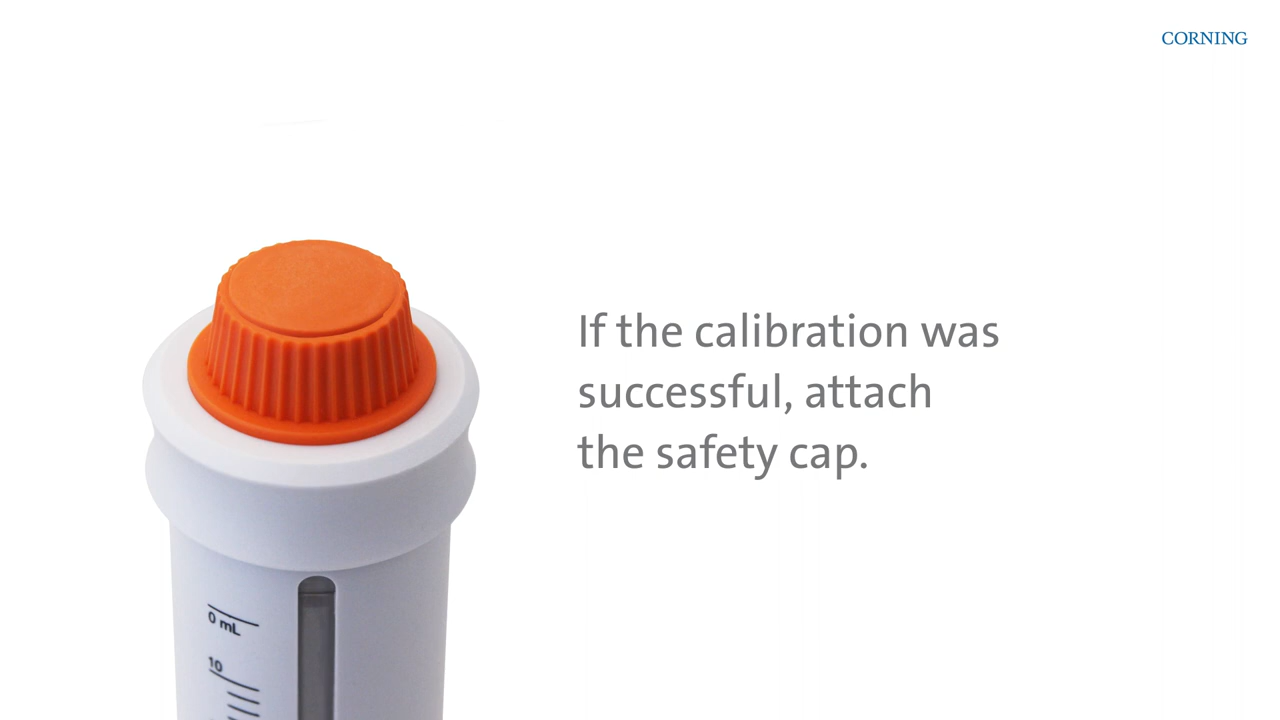 CORNING
If the calibration was
successful, attach
the safety cap.
0 mL
10